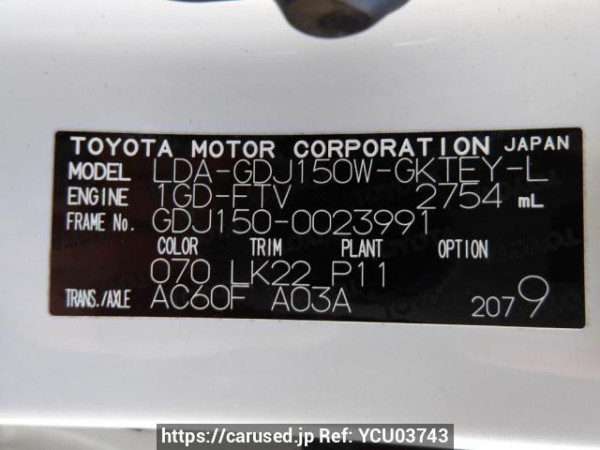 TOYOTA MOTOR CORPORATION JAPAN
MODEL LDA-GDJ150W-GKTEY-L
ENGINE 1GD-FTV 2754 mL
FRAME No. GDJ150-0023991
COLOR TRIM PLANT OPTION
070 LK22 P11
TRANS./AXLE AC60F A03A 2079
https://carused.jp Ref: YCU03743